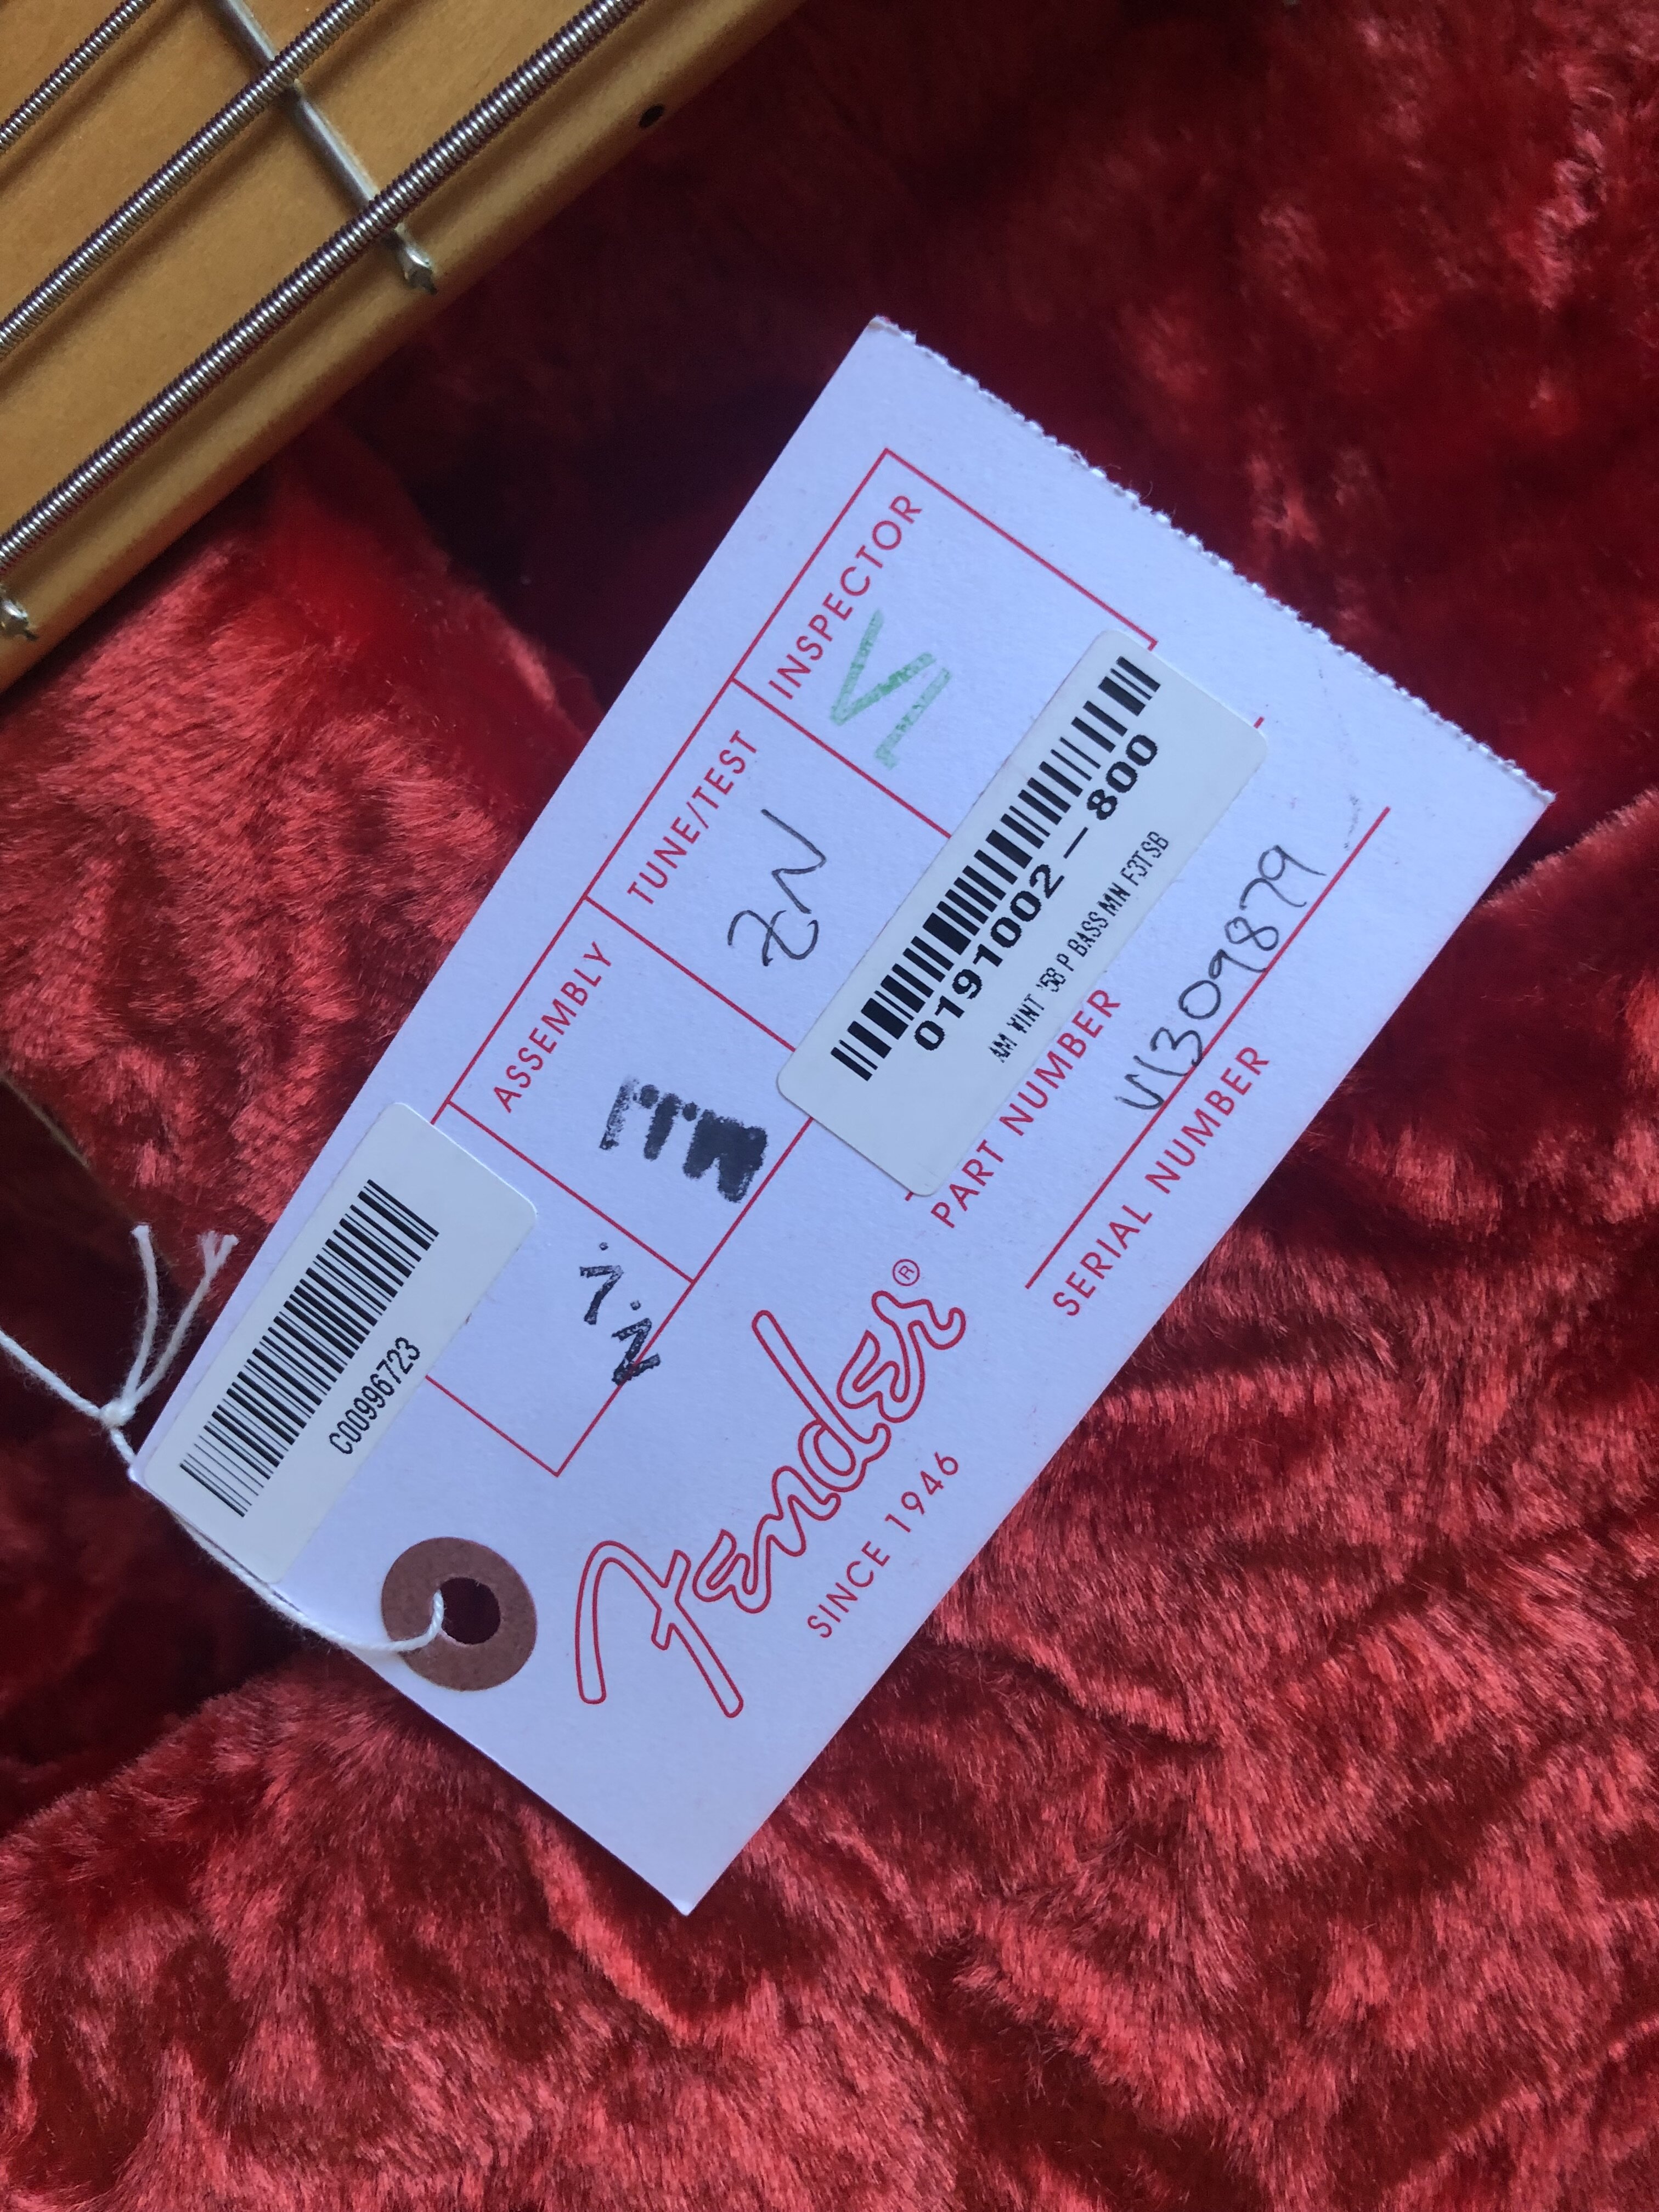 C00996723
ASSEMBLY
TUNE/TEST
INSPECTOR
N.N.
ZN
0191002-800
AM VINT '58 P BASS MN F3TSB
PART NUMBER
V1309879
SERIAL NUMBER
Fender®
SINCE 1946